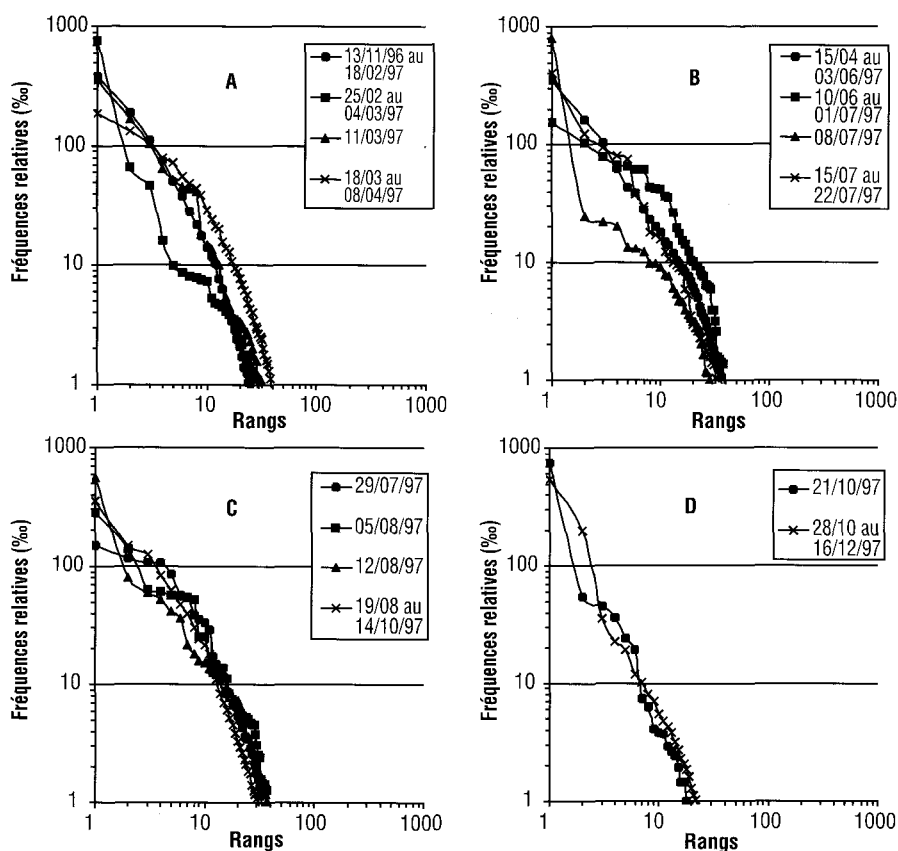 A
Fréquences relatives (‰)
1000
100
10
1
1
10
100
1000
Rangs
13/11/96 au
18/02/97
25/02 au
04/03/97
11/03/97
18/03 au
08/04/97
B
Fréquences relatives (‰)
1000
100
10
1
1
10
100
1000
Rangs
15/04 au
03/06/97
10/06 au
01/07/97
08/07/97
15/07 au
22/07/97
C
Fréquences relatives (‰)
1000
100
10
1
1
10
100
1000
Rangs
29/07/97
05/08/97
12/08/97
19/08 au
14/10/97
D
Fréquences relatives (‰)
1000
100
10
1
1
10
100
1000
Rangs
21/10/97
28/10 au
16/12/97